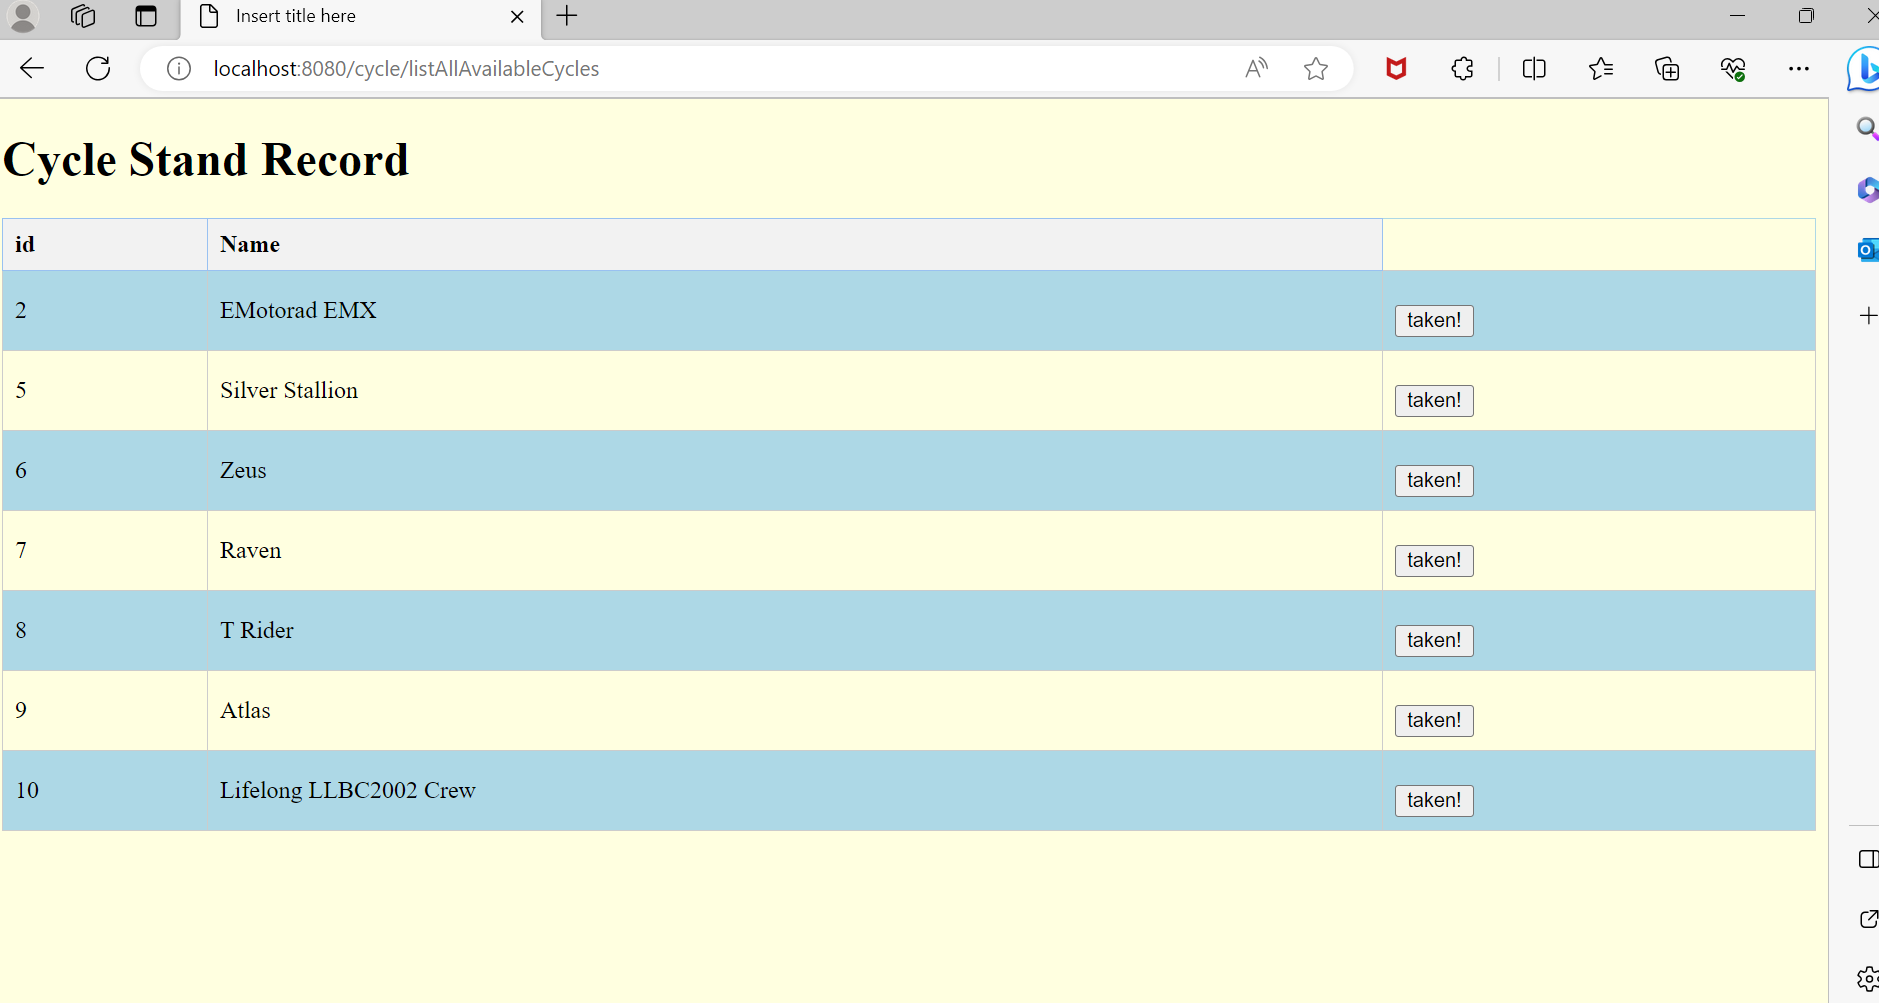 Insert title here
localhost:8080/cycle/listAllAvailableCycles
Cycle Stand Record
id Name
2 EMotorad EMX taken!
5 Silver Stallion taken!
6 Zeus taken!
7 Raven taken!
8 T Rider taken!
9 Atlas taken!
10 Lifelong LLBC2002 Crew taken!